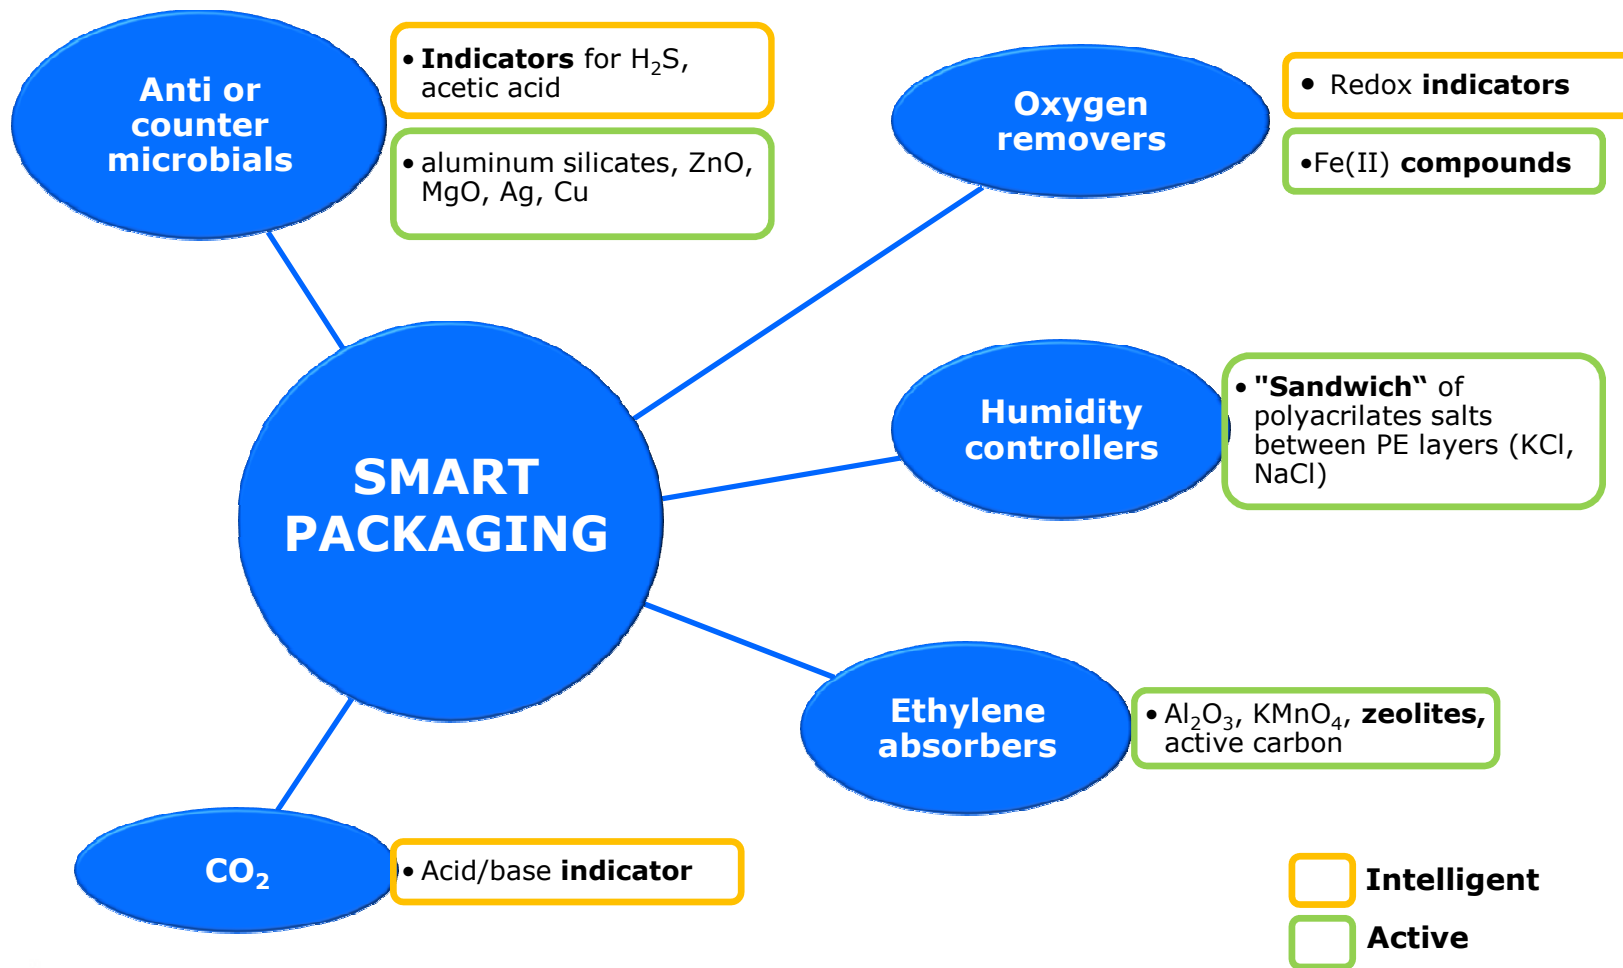 Anti or
counter
microbials
• Indicators for H₂S,
acetic acid
• aluminum silicates, ZnO,
MgO, Ag, Cu
Oxygen
removers
• Redox indicators
•Fe(II) compounds
SMART
PACKAGING
Humidity
controllers
• "Sandwich“ of
polyacrilates salts
between PE layers (KCl,
NaCl)
Ethylene
absorbers
• Al₂O₃, KMnO₄, zeolites,
active carbon
CO₂
• Acid/base indicator
Intelligent
Active